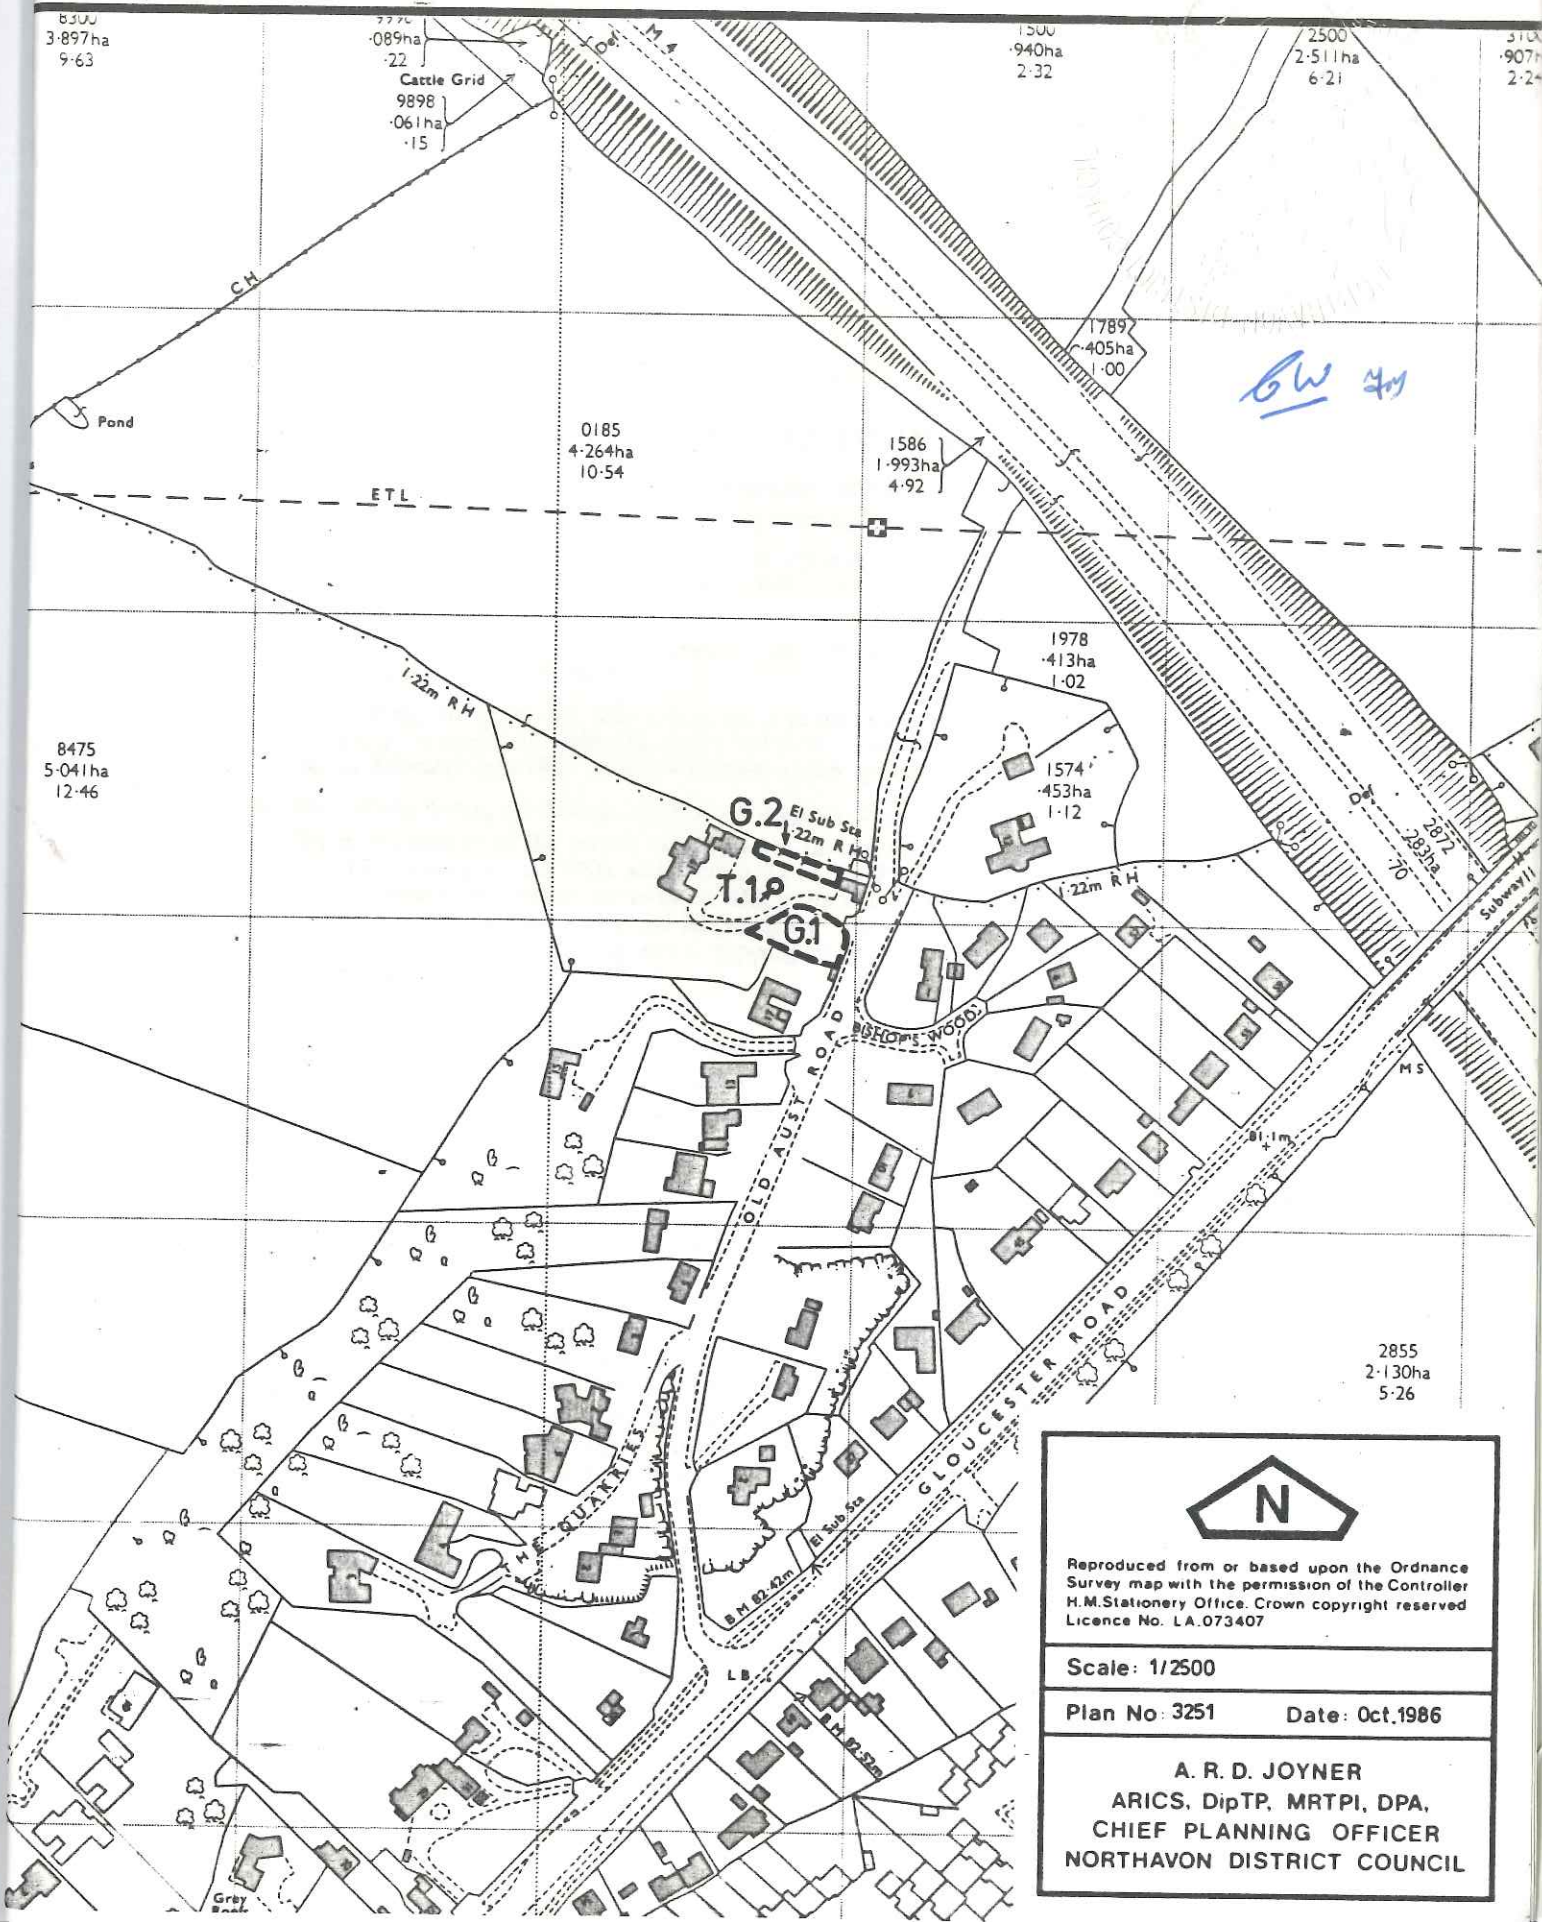 8300
3·897ha
9·63
·089ha
·22
Cattle Grid
9898
·061ha
·15
Def
M 4
1500
·940ha
2·32
2500
2·511ha
6·21
CH
1789
·405ha
1·00
Pond
0185
4·264ha
10·54
1586
1·993ha
4·92
ETL
1978
·413ha
1·02
1·22m RH
8475
5·041ha
12·46
1574
·453ha
1·12
G.2
El Sub Sta
T.1
G.1
1·22m RH
Def
2872
·283ha
·70
Subway
BISHOPS WOOD
OLD AUST ROAD
MS
81·1m
GLOUCESTER ROAD
2855
2·130ha
5·26
THE QUARRIES
El Sub Sta
BM 82·42m
LB
BM 82·52m
Grey
N
Reproduced from or based upon the Ordnance
Survey map with the permission of the Controller
H.M.Stationery Office. Crown copyright reserved
Licence No. LA.073407
Scale: 1/2500
Plan No: 3251 Date: Oct.1986
A. R. D. JOYNER
ARICS, DipTP, MRTPI, DPA,
CHIEF PLANNING OFFICER
NORTHAVON DISTRICT COUNCIL